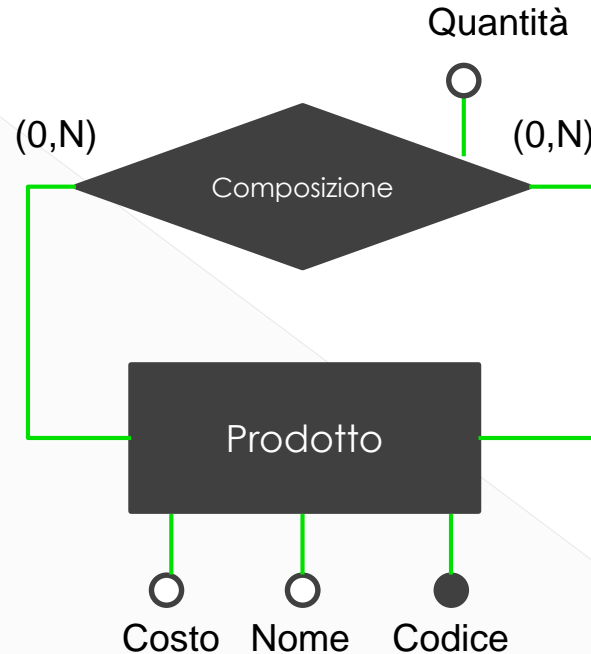 Quantità
(0,N) (0,N)
Composizione
Prodotto
Costo Nome Codice